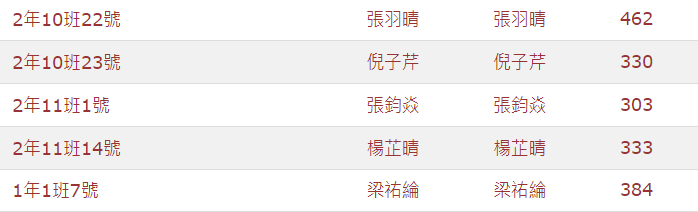 2年10班22號 張羽晴 張羽晴 462
2年10班23號 倪子芹 倪子芹 330
2年11班1號 張鈞焱 張鈞焱 303
2年11班14號 楊芷晴 楊芷晴 333
1年1班7號 梁祐綸 梁祐綸 384